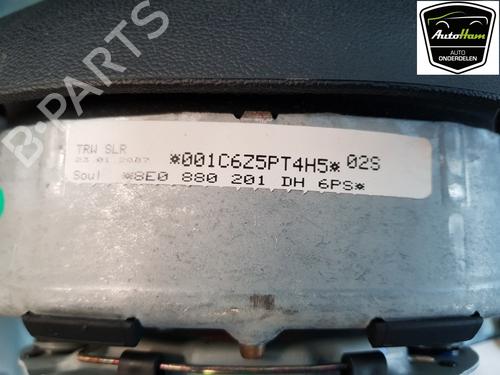 AutoHam
AUTO
ONDERDELEN
B-PARTS
TRW SLR
23 01 2007
*001C6Z5PT4H5* 02S
Soul *8E0 880 201 DH 6PS*